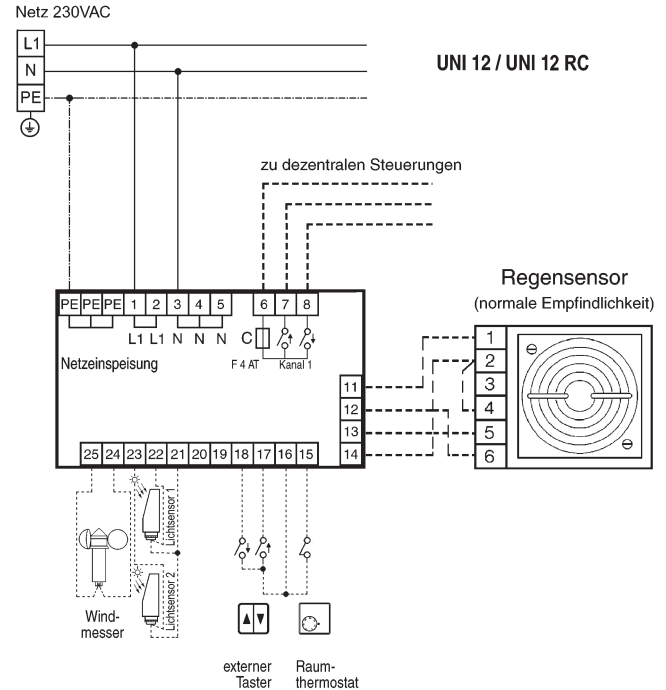 Netz 230VAC
L1
N
PE
UNI 12 / UNI 12 RC
zu dezentralen Steuerungen
PE PE PE 1 2 3 4 5 6 7 8
L1 L1 N N N C
F 4 AT Kanal 1
Netzeinspeisung
11
12
13
14
25 24 23 22 21 20 19 18 17 16 15
Regensensor
(normale Empfindlichkeit)
1
2
3
4
5
6
Lichtsensor 1
Lichtsensor 2
Wind-
messer
externer
Taster
Raum-
thermostat